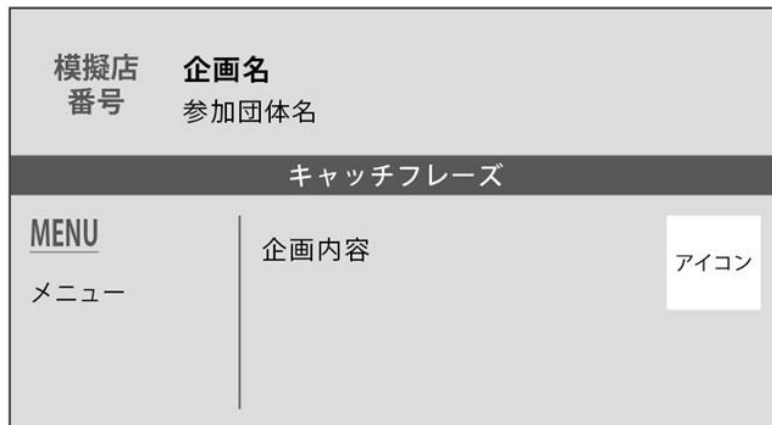 模擬店
番号
企画名
参加団体名
キャッチフレーズ
MENU
メニュー
企画内容
アイコン